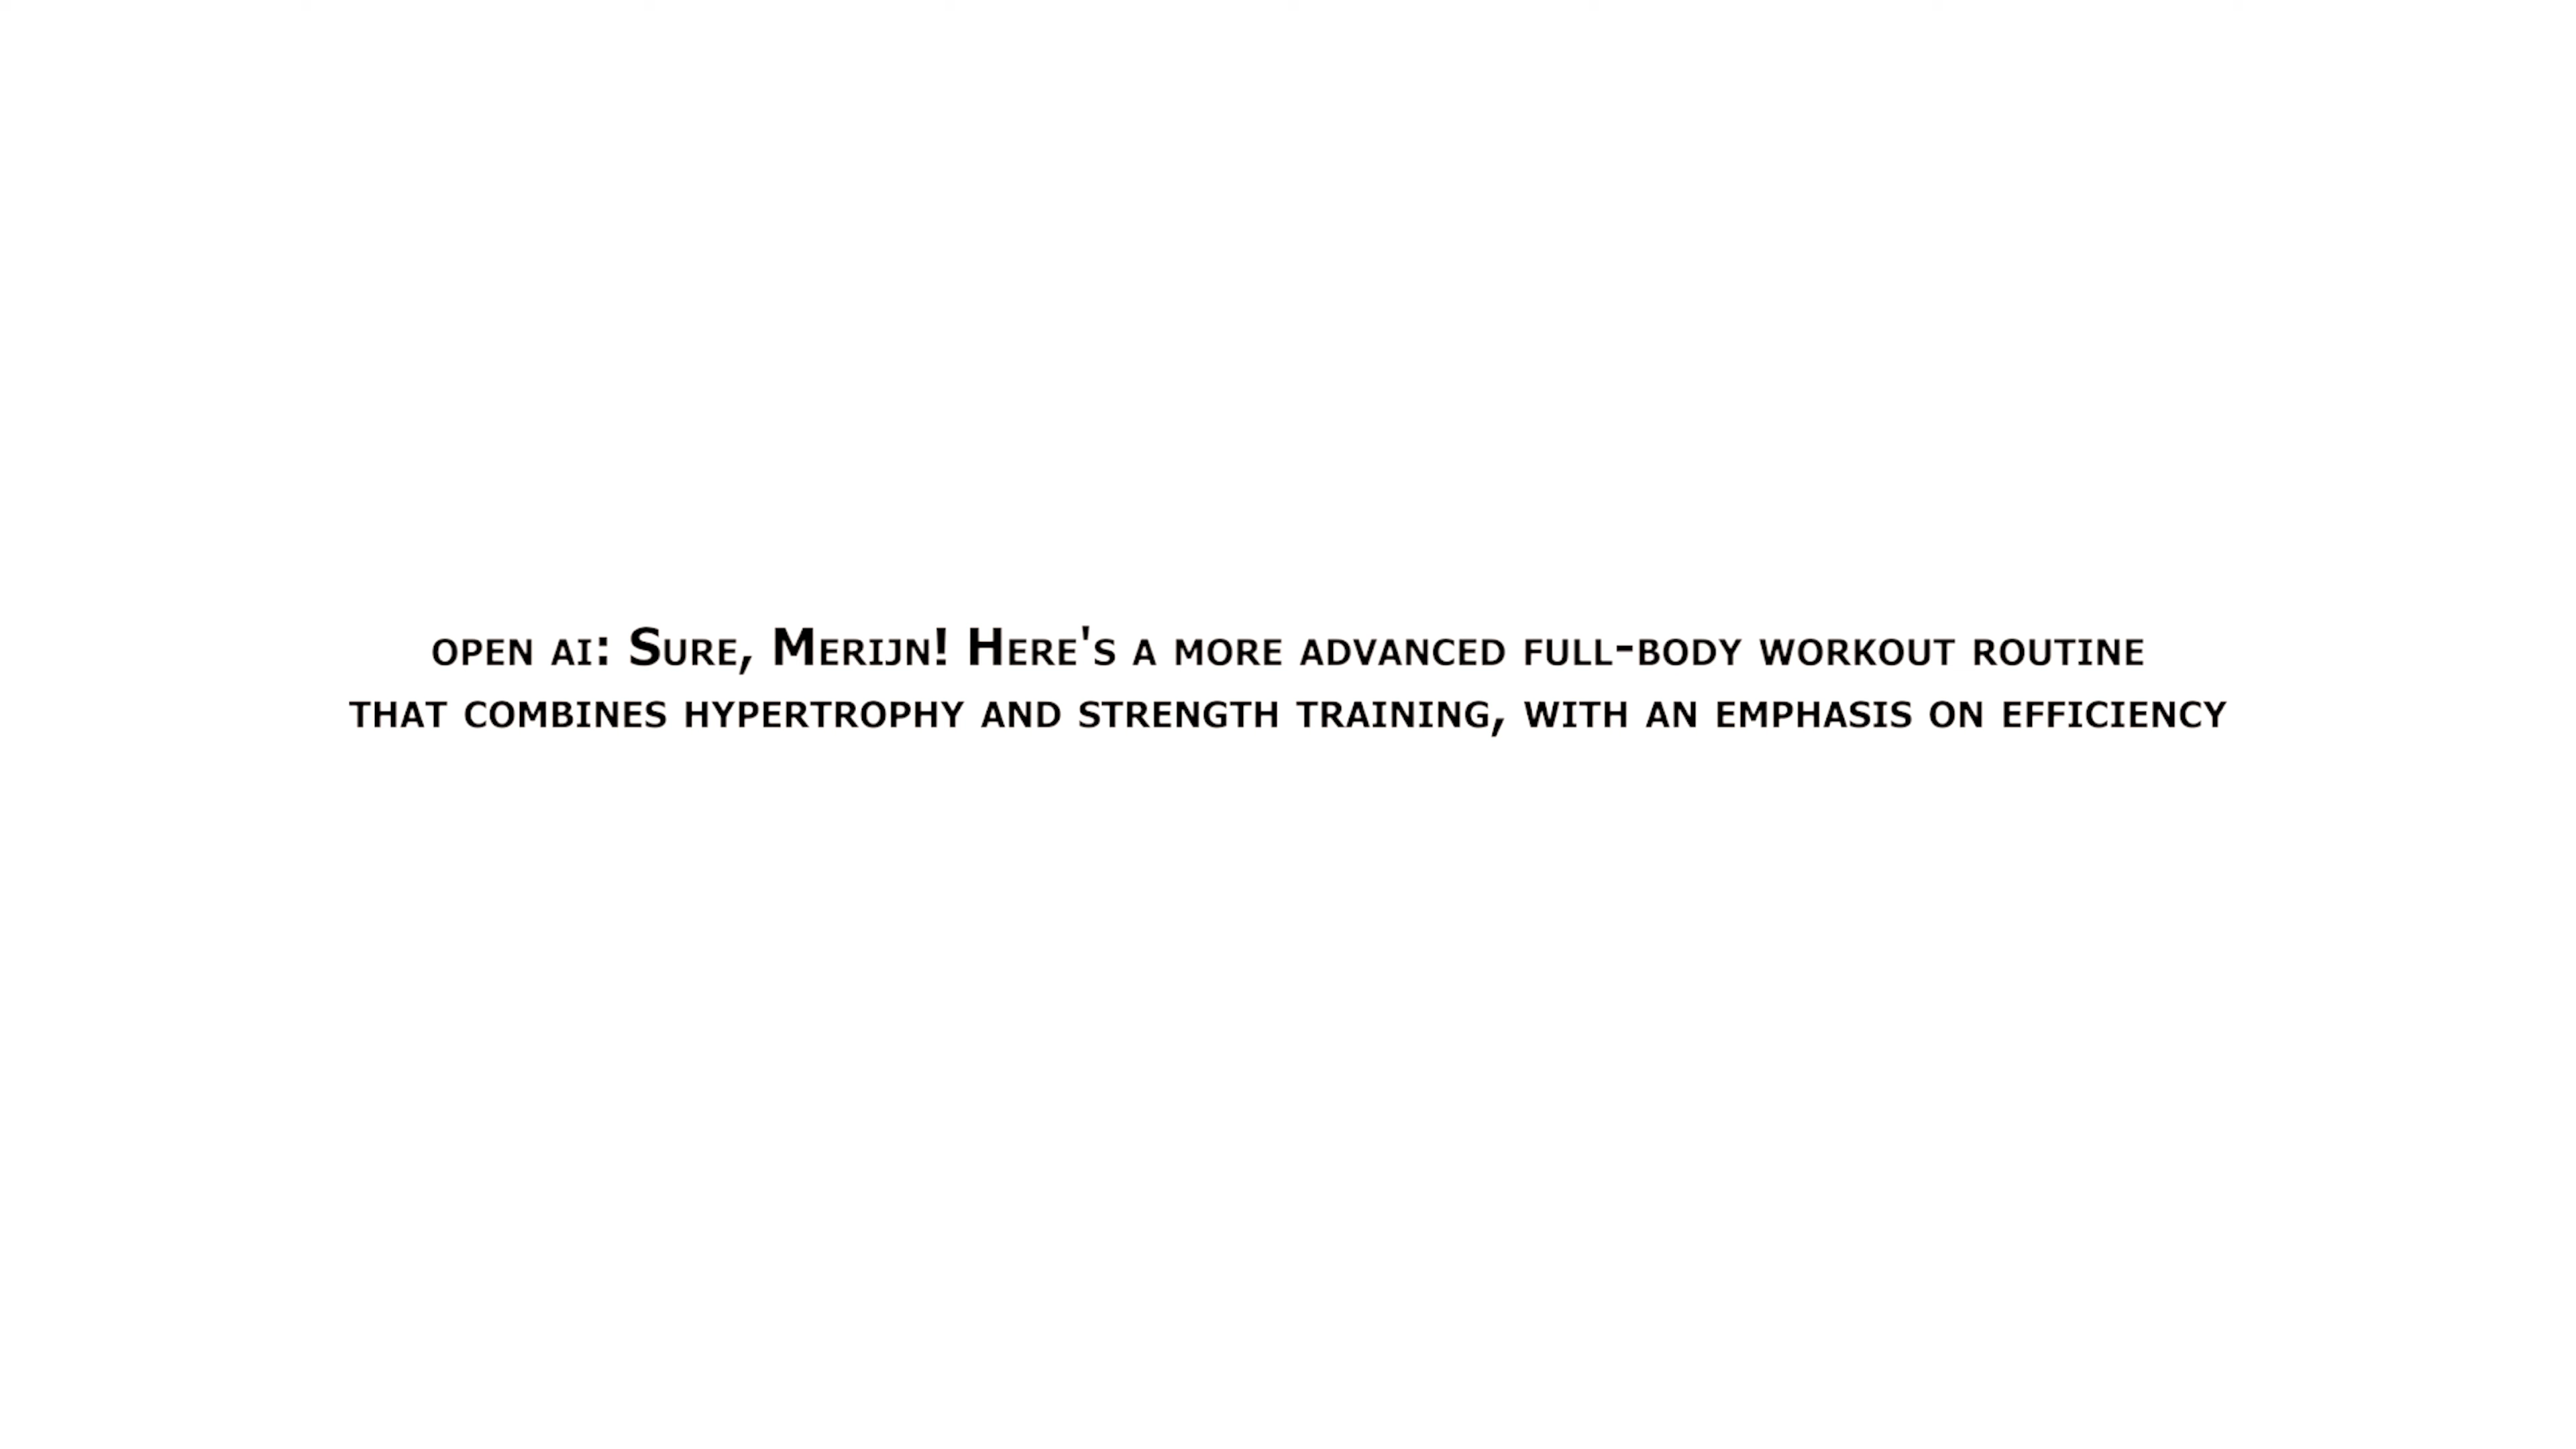 open ai: Sure, Merijn! Here's a more advanced full-body workout routine
that combines hypertrophy and strength training, with an emphasis on efficiency